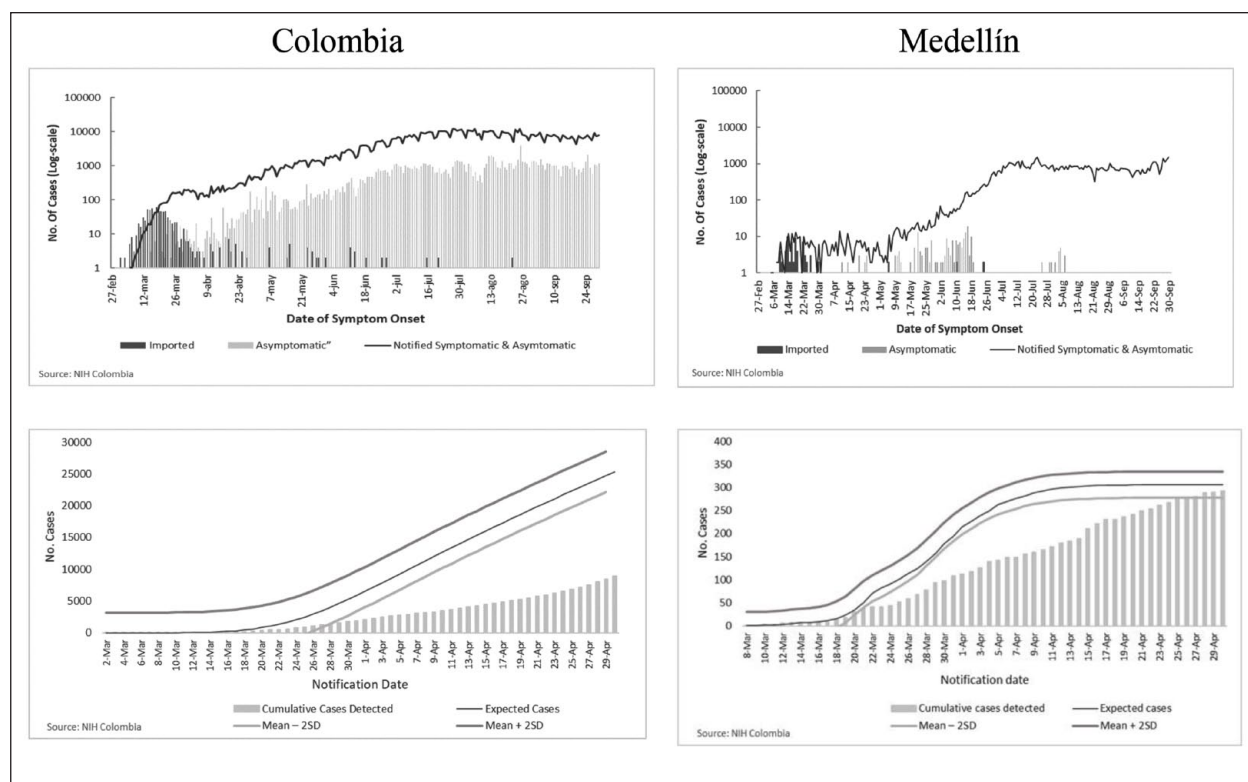 Colombia
No. Of Cases (Log-scale)
100000
10000
1000
100
10
1
27-feb
12-mar
26-mar
9-abr
23-abr
7-may
21-may
4-jun
18-jun
2-jul
16-jul
30-jul
13-ago
27-ago
10-sep
24-sep
Date of Symptom Onset
Imported
Asymptomatic"
Notified Symptomatic & Asymtomatic
Source: NIH Colombia
Medellín
No. Of Cases (Log-scale)
100000
10000
1000
100
10
1
27-Feb
6-Mar
14-Mar
22-Mar
30-Mar
7-Apr
15-Apr
23-Apr
1-May
9-May
17-May
25-May
2-Jun
10-Jun
18-Jun
26-Jun
4-Jul
12-Jul
20-Jul
28-Jul
5-Aug
13-Aug
21-Aug
29-Aug
6-Sep
14-Sep
22-Sep
30-Sep
Date of Symptom Onset
Imported
Asymptomatic
Notified Symptomatic & Asymtomatic
Source: NIH Colombia
No. Cases
30000
25000
20000
15000
10000
5000
0
2-Mar
4-Mar
6-Mar
8-Mar
10-Mar
12-Mar
14-Mar
16-Mar
18-Mar
20-Mar
22-Mar
24-Mar
26-Mar
28-Mar
30-Mar
1-Apr
3-Apr
5-Apr
7-Apr
9-Apr
11-Apr
13-Apr
15-Apr
17-Apr
19-Apr
21-Apr
23-Apr
25-Apr
27-Apr
29-Apr
Notification Date
Cumulative Cases Detected
Expected Cases
Mean – 2SD
Mean + 2SD
Source: NIH Colombia
No. Cases
400
350
300
250
200
150
100
50
0
8-Mar
10-Mar
12-Mar
14-Mar
16-Mar
18-Mar
20-Mar
22-Mar
24-Mar
26-Mar
28-Mar
30-Mar
1-Apr
3-Apr
5-Apr
7-Apr
9-Apr
11-Apr
13-Apr
15-Apr
17-Apr
19-Apr
21-Apr
23-Apr
25-Apr
27-Apr
29-Apr
Notification date
Cumulative cases detected
Expected cases
Mean – 2SD
Mean + 2SD
Source: NIH Colombia